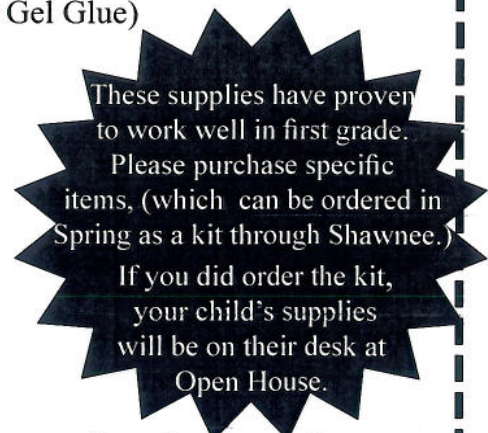 Gel Glue)
These supplies have proven
to work well in first grade.
Please purchase specific
items, (which can be ordered in
Spring as a kit through Shawnee.)
If you did order the kit,
your child's supplies
will be on their desk at
Open House.